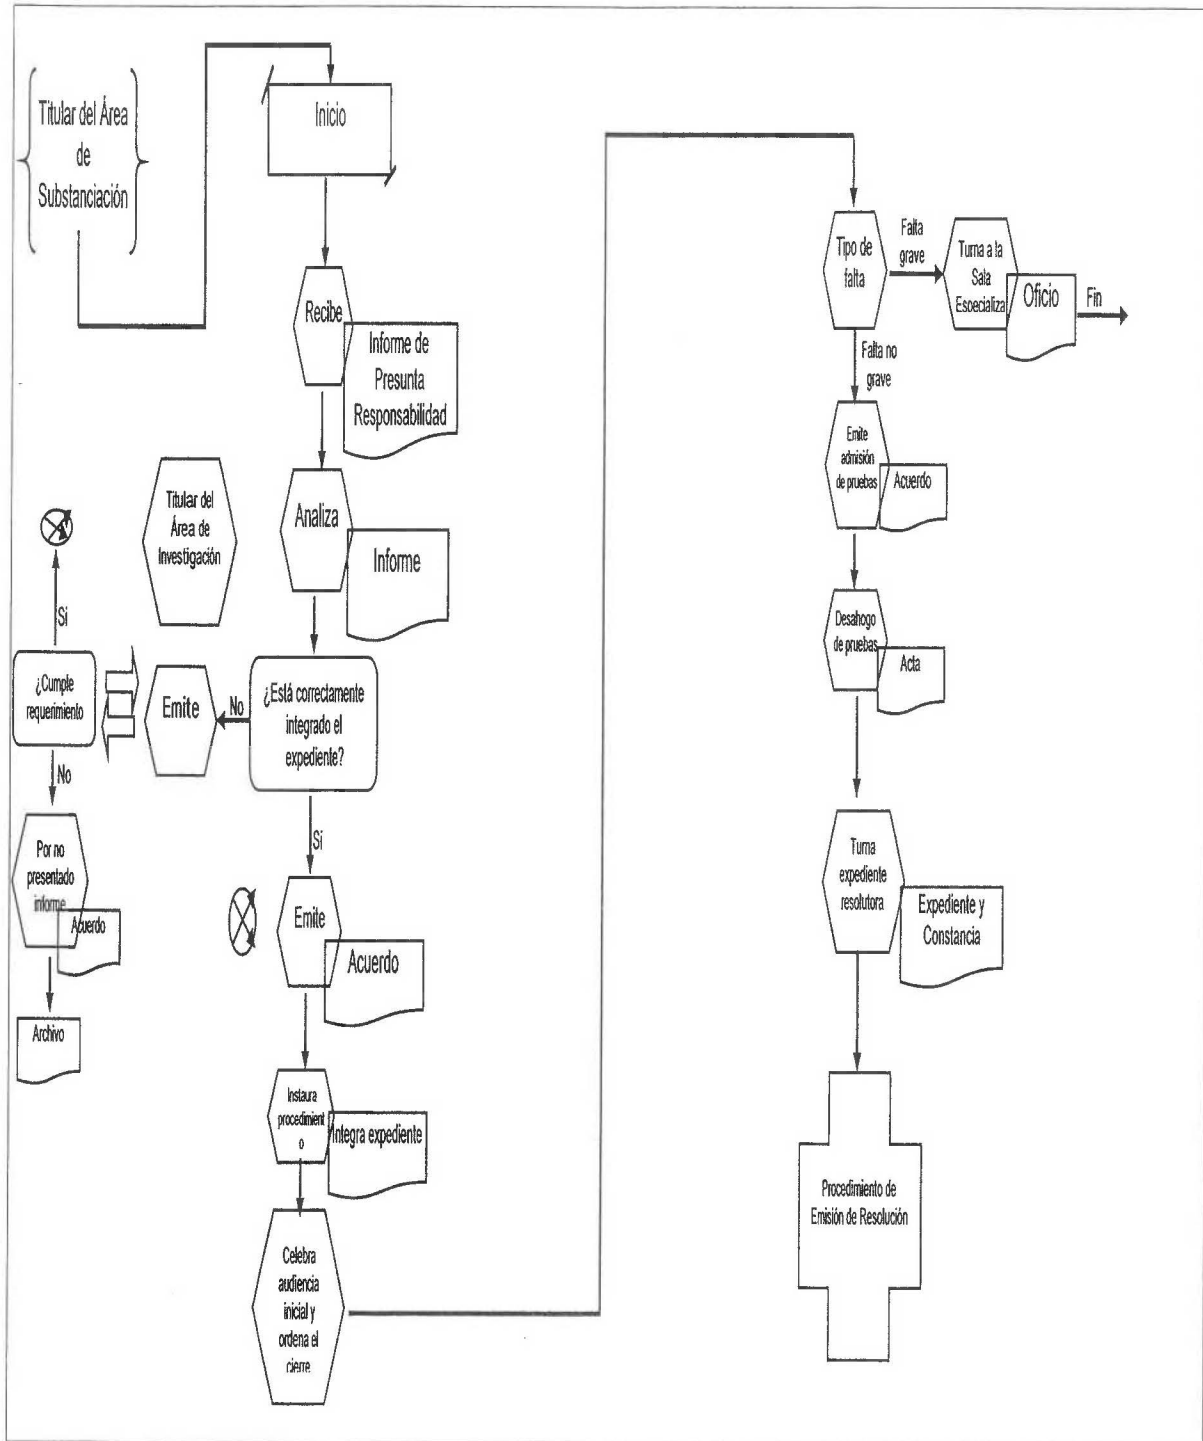 Titular del Área
de
Substanciación
Inicio
Recibe
Informe de
Presunta
Responsabilidad
Titular del
Área de
Investigación
Analiza
Informe
Si
¿Cumple
requerimiento
Emite
No
¿Está correctamente
integrado el
expediente?
No
Por no
presentado
informe
Acuerdo
Archivo
Si
Emite
Acuerdo
Instaura
procedimient
o
Integra expediente
Celebra
audiencia
inicial y
ordena el
cierre
Tipo de
falta
Falta
grave
Turna a la
Sala
Especializa
Oficio
Fin
Falta no
grave
Emite
admisión
de pruebas
Acuerdo
Desahogo
de pruebas
Acta
Turna
expediente
resolutora
Expediente y
Constancia
Procedimiento de
Emisión de Resolución